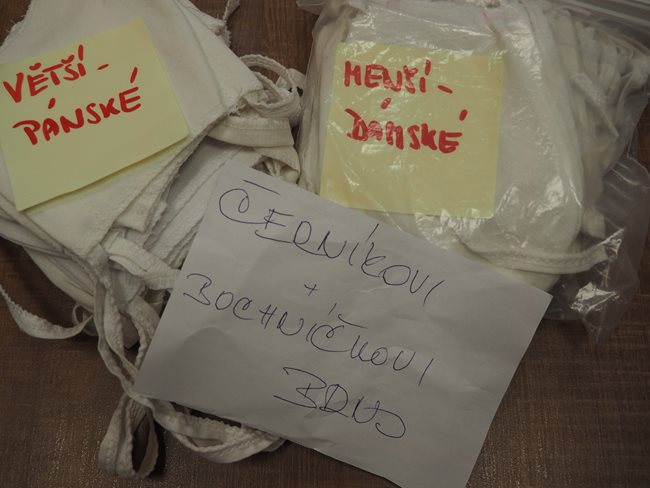 VĚTŠÍ -
PÁNSKÉ
MENŠÍ -
DÁMSKÉ
ČERNÍKOVI
+
BOCHNÍČKOVI
BRNO